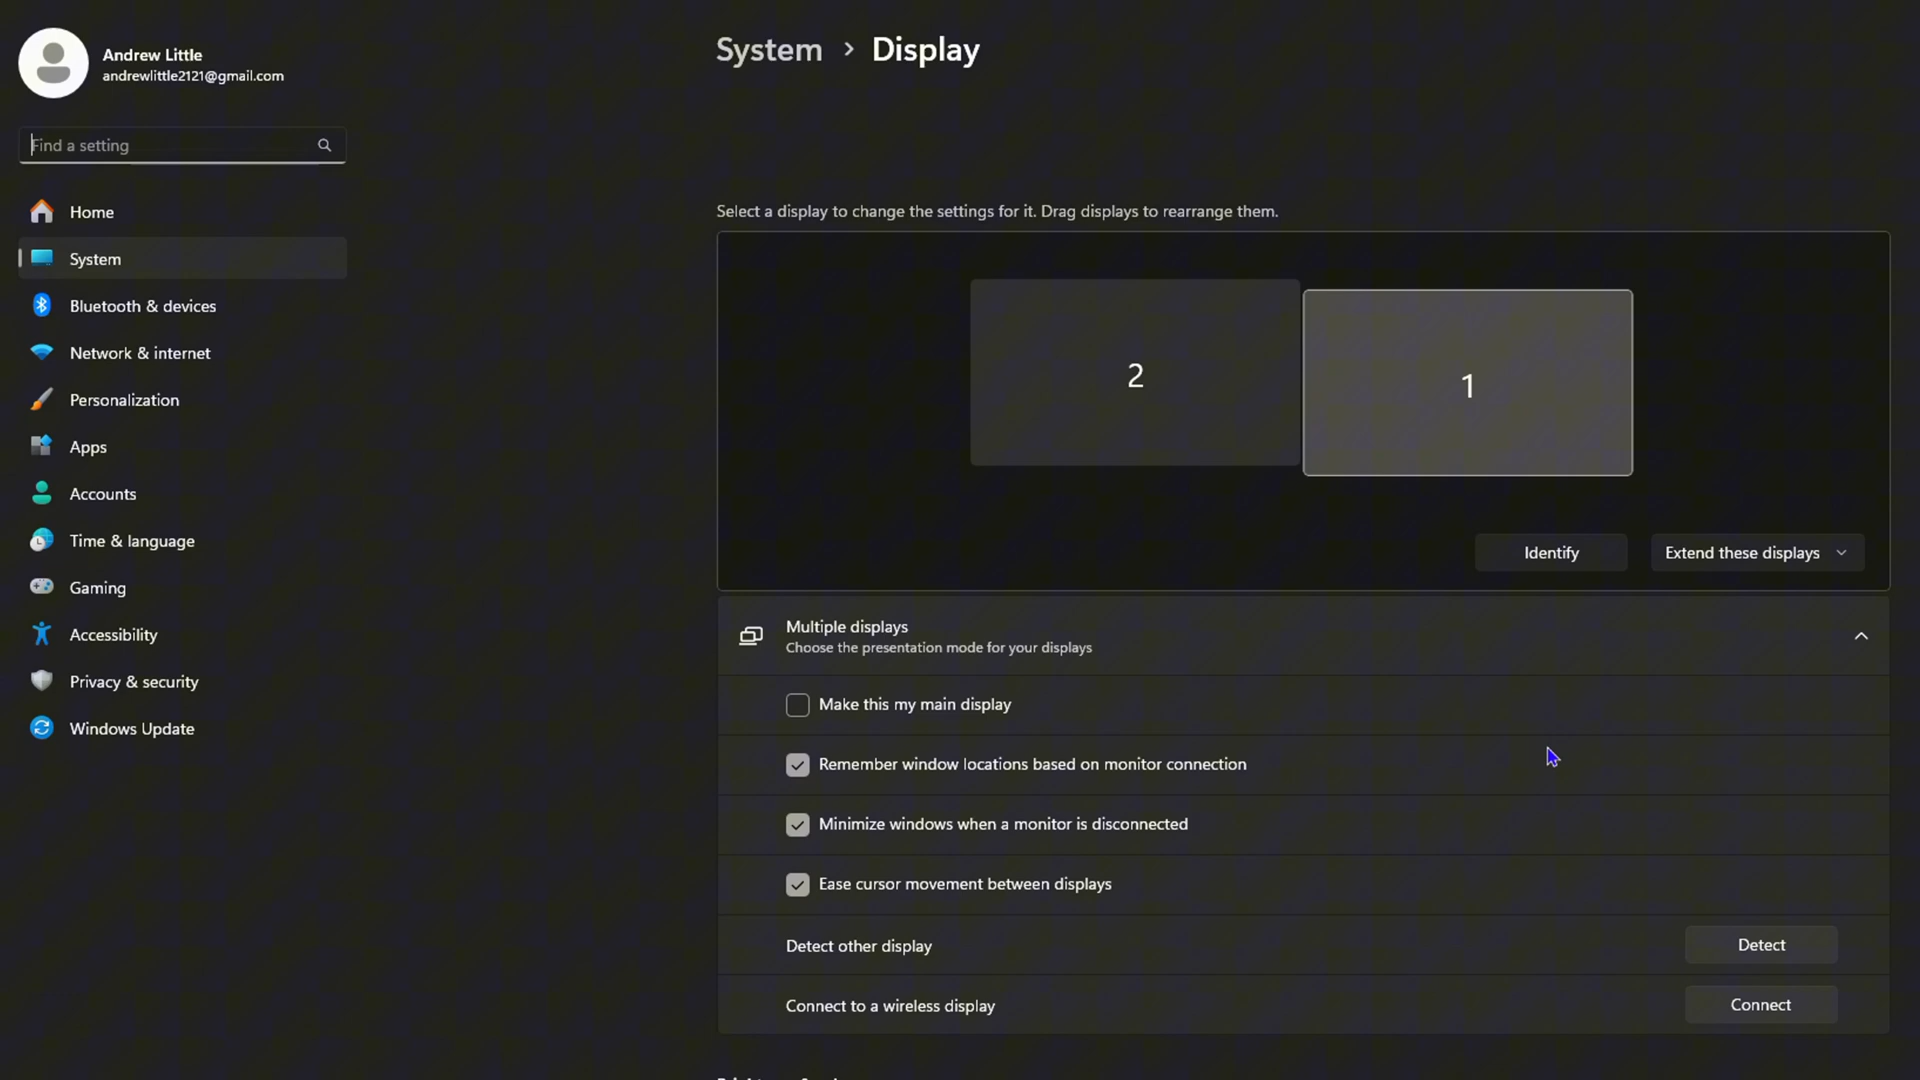 Andrew Little
andrewlittle2121@gmail.com
Find a setting
Home
System
Bluetooth & devices
Network & internet
Personalization
Apps
Accounts
Time & language
Gaming
Accessibility
Privacy & security
Windows Update
System > Display
Select a display to change the settings for it. Drag displays to rearrange them.
2
1
Identify
Extend these displays
Multiple displays
Choose the presentation mode for your displays
Make this my main display
Remember window locations based on monitor connection
Minimize windows when a monitor is disconnected
Ease cursor movement between displays
Detect other display
Detect
Connect to a wireless display
Connect